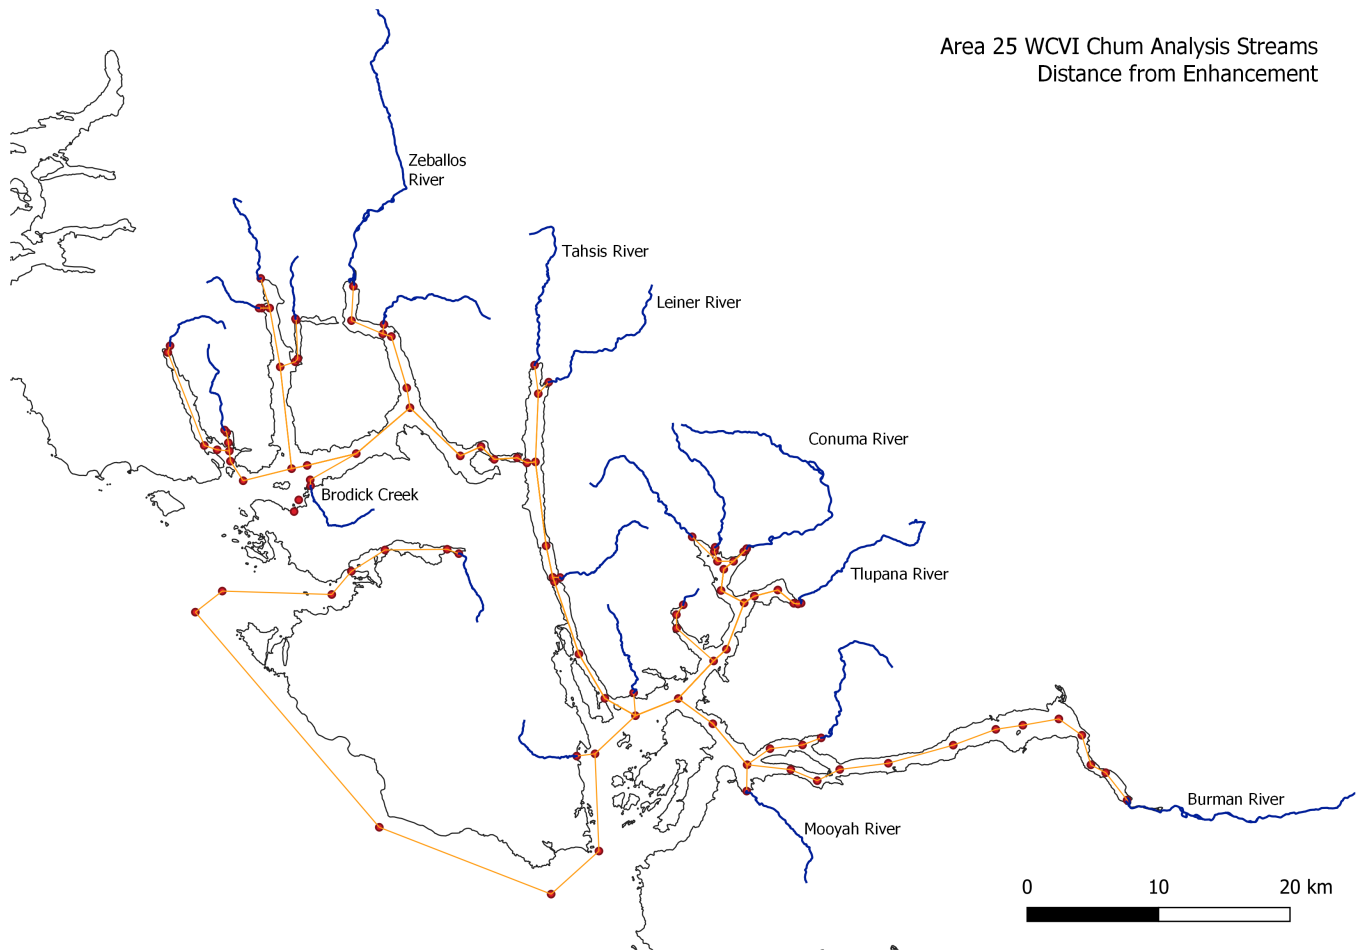 Area 25 WCVI Chum Analysis Streams
Distance from Enhancement
Zeballos
River
Tahsis River
Leiner River
Conuma River
Brodick Creek
Tlupana River
Burman River
Mooyah River
0 10 20 km